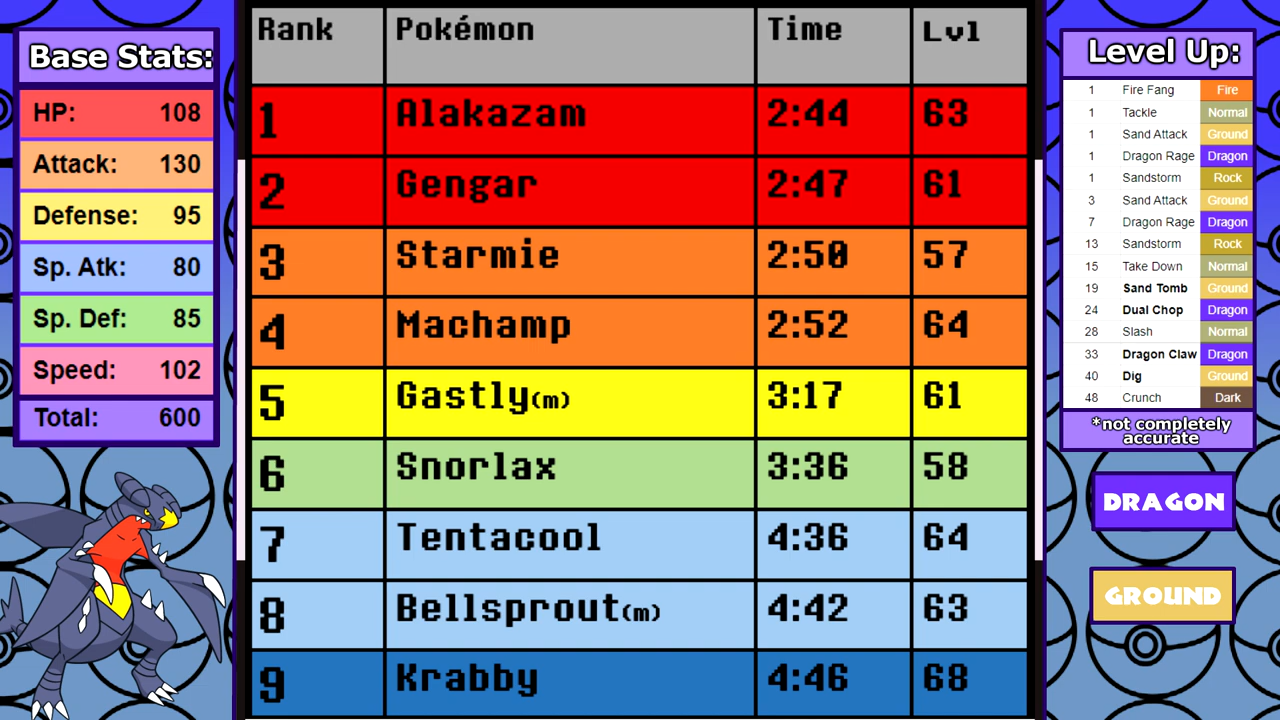 Base Stats:
HP: 108
Attack: 130
Defense: 95
Sp. Atk: 80
Sp. Def: 85
Speed: 102
Total: 600
Rank Pokémon Time Lvl
1 Alakazam 2:44 63
2 Gengar 2:47 61
3 Starmie 2:50 57
4 Machamp 2:52 64
5 Gastly(m) 3:17 61
6 Snorlax 3:36 58
7 Tentacool 4:36 64
8 Bellsprout(m) 4:42 63
9 Krabby 4:46 68
Level Up:
1 Fire Fang Fire
1 Tackle Normal
1 Sand Attack Ground
1 Dragon Rage Dragon
1 Sandstorm Rock
3 Sand Attack Ground
7 Dragon Rage Dragon
13 Sandstorm Rock
15 Take Down Normal
19 Sand Tomb Ground
24 Dual Chop Dragon
28 Slash Normal
33 Dragon Claw Dragon
40 Dig Ground
48 Crunch Dark
*not completely
accurate
DRAGON
GROUND